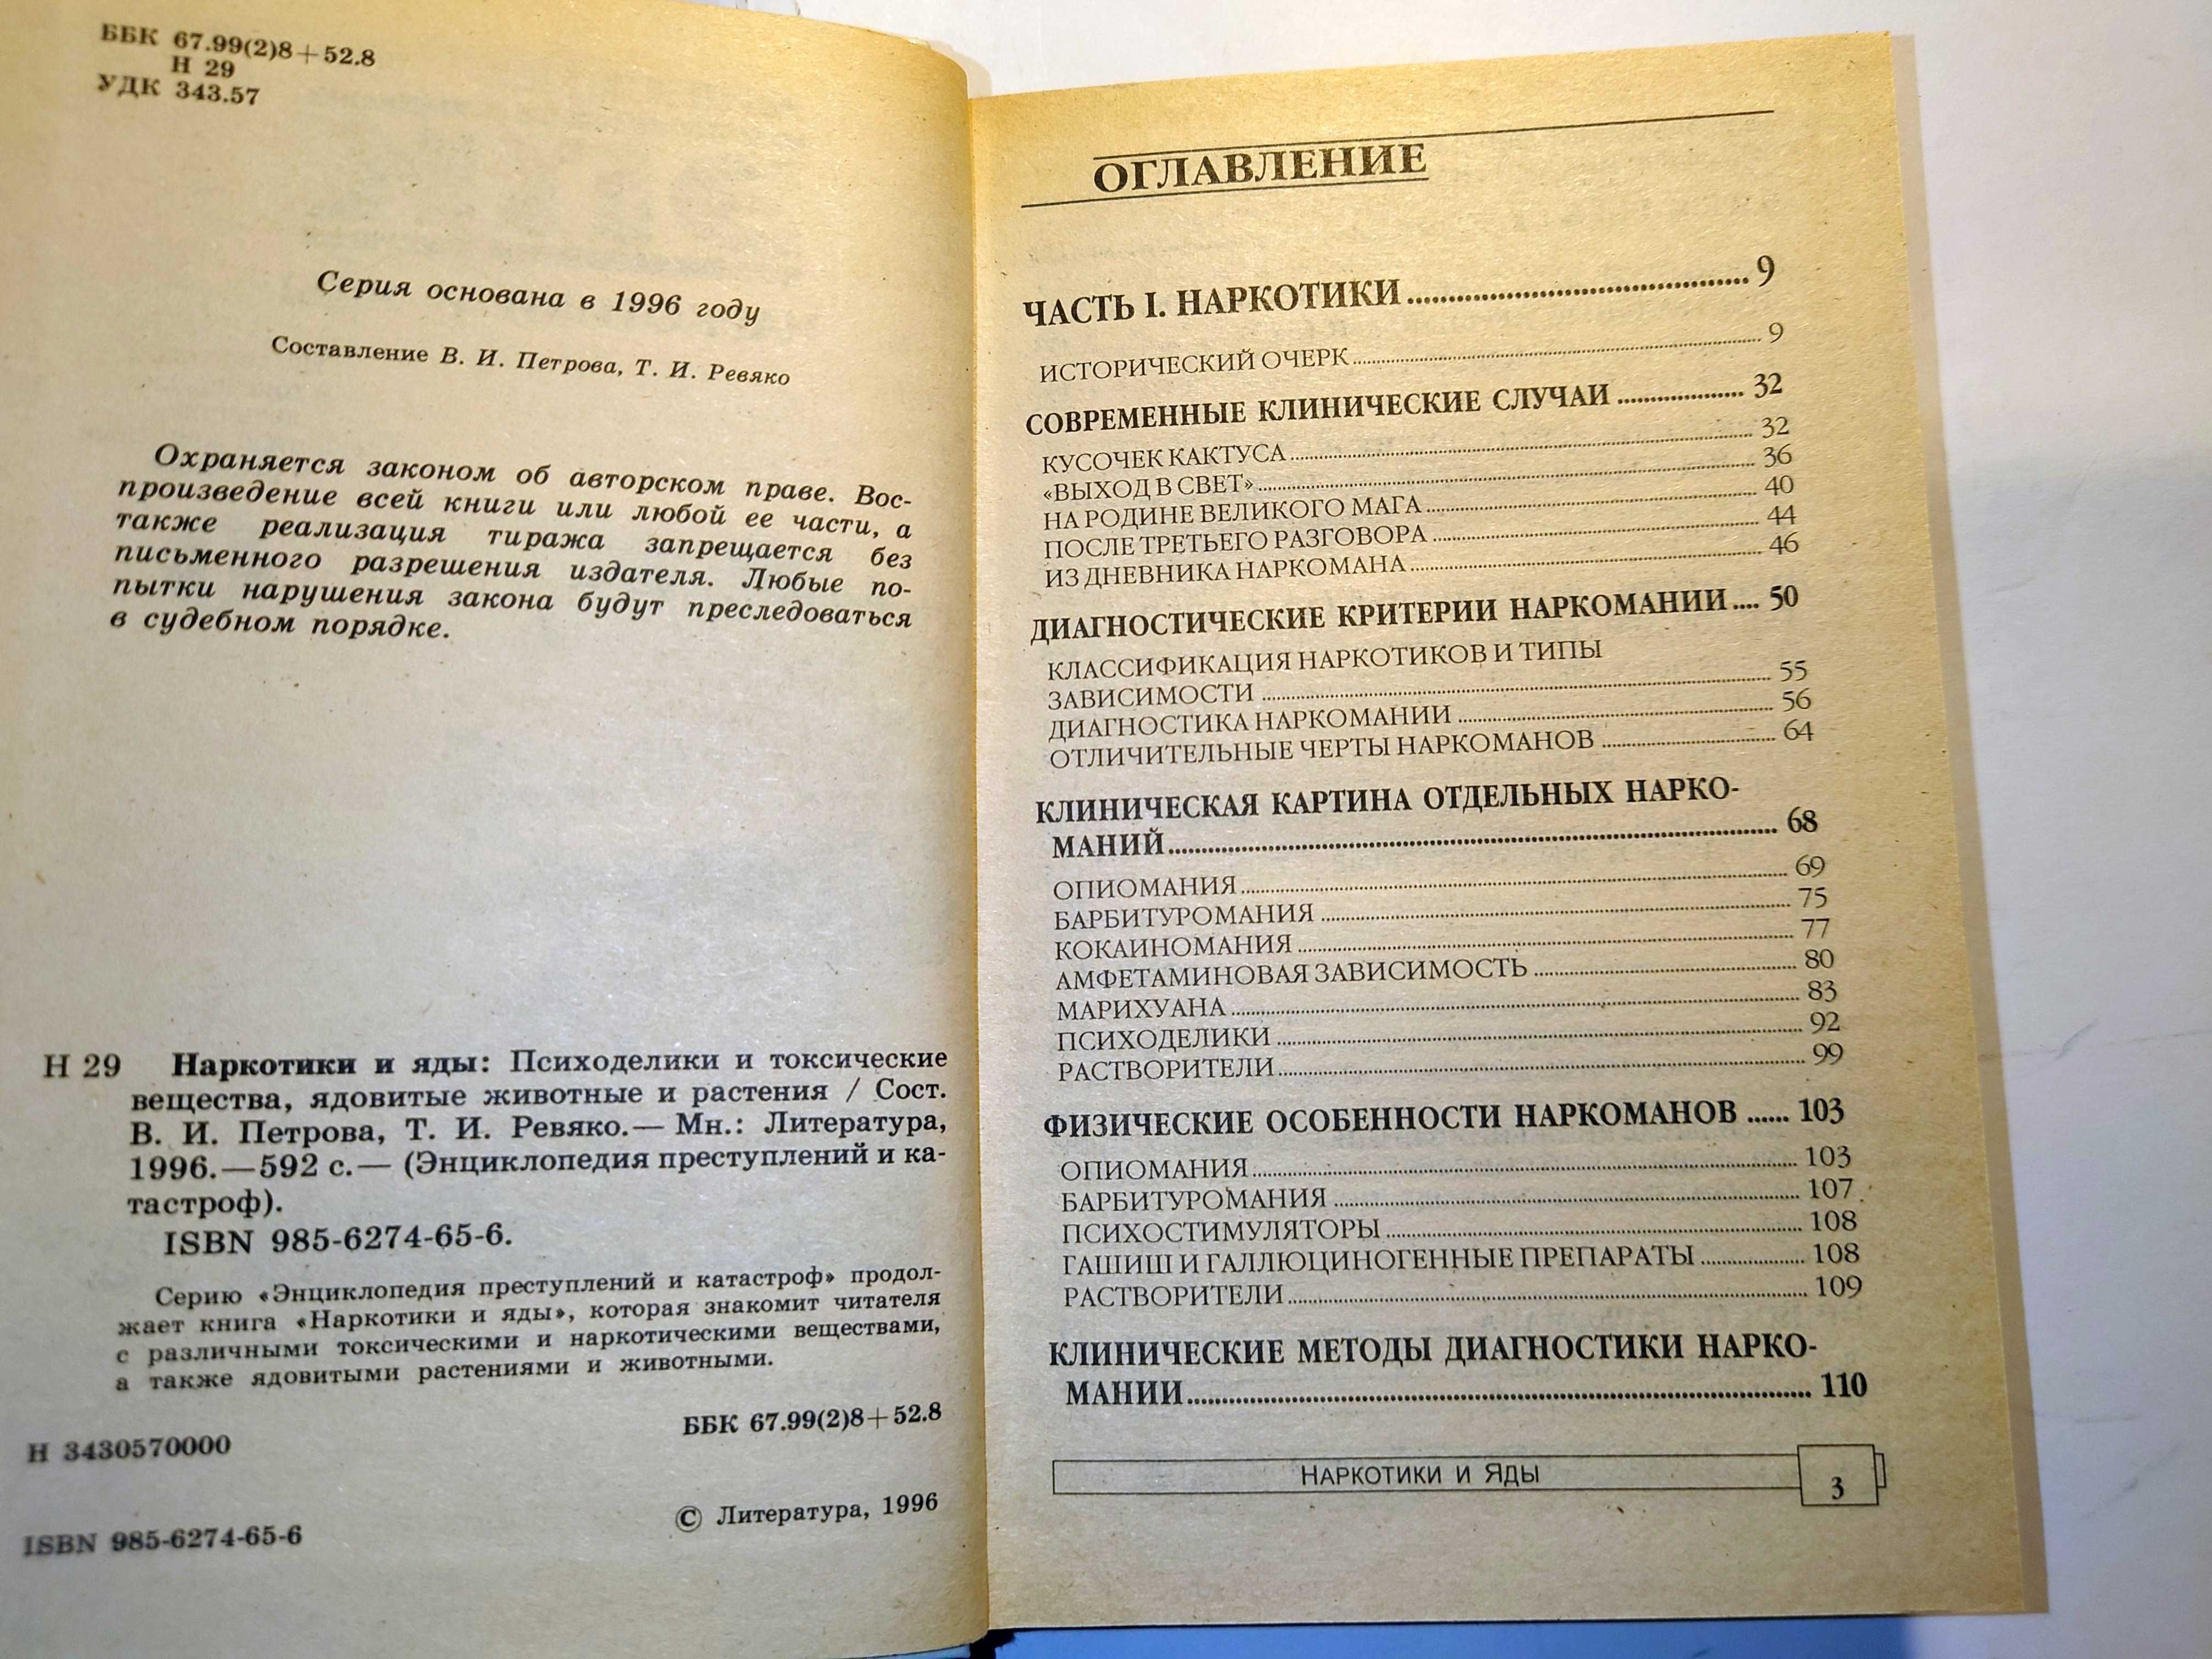 ББК 67.99(2)8+52.8
Н 29
УДК 343.57
Серия основана в 1996 году
Составление В. И. Петрова, Т. И. Ревяко
Охраняется законом об авторском праве. Вос-
произведение всей книги или любой ее части, а
также реализация тиража запрещается без
письменного разрешения издателя. Любые по-
пытки нарушения закона будут преследоваться
в судебном порядке.
Н 29 Наркотики и яды: Психоделики и токсические
вещества, ядовитые животные и растения / Сост.
В. И. Петрова, Т. И. Ревяко.— Мн.: Литература,
1996.—592 с.— (Энциклопедия преступлений и ка-
тастроф).
ISBN 985-6274-65-6.
Серию «Энциклопедия преступлений и катастроф» продол-
жает книга «Наркотики и яды», которая знакомит читателя
с различными токсическими и наркотическими веществами,
а также ядовитыми растениями и животными.
ББК 67.99(2)8+52.8
Н 3430570000
© Литература, 1996
ISBN 985-6274-65-6
ОГЛАВЛЕНИЕ
ЧАСТЬ I. НАРКОТИКИ 9
ИСТОРИЧЕСКИЙ ОЧЕРК 9
СОВРЕМЕННЫЕ КЛИНИЧЕСКИЕ СЛУЧАИ 32
КУСОЧЕК КАКТУСА 32
«ВЫХОД В СВЕТ» 36
НА РОДИНЕ ВЕЛИКОГО МАГА 40
ПОСЛЕ ТРЕТЬЕГО РАЗГОВОРА 44
ИЗ ДНЕВНИКА НАРКОМАНА 46
ДИАГНОСТИЧЕСКИЕ КРИТЕРИИ НАРКОМАНИИ 50
КЛАССИФИКАЦИЯ НАРКОТИКОВ И ТИПЫ
ЗАВИСИМОСТИ 55
ДИАГНОСТИКА НАРКОМАНИИ 56
ОТЛИЧИТЕЛЬНЫЕ ЧЕРТЫ НАРКОМАНОВ 64
КЛИНИЧЕСКАЯ КАРТИНА ОТДЕЛЬНЫХ НАРКО-
МАНИЙ 68
ОПИОМАНИЯ 69
БАРБИТУРОМАНИЯ 75
КОКАИНОМАНИЯ 77
АМФЕТАМИНОВАЯ ЗАВИСИМОСТЬ 80
МАРИХУАНА 83
ПСИХОДЕЛИКИ 92
РАСТВОРИТЕЛИ 99
ФИЗИЧЕСКИЕ ОСОБЕННОСТИ НАРКОМАНОВ 103
ОПИОМАНИЯ 103
БАРБИТУРОМАНИЯ 107
ПСИХОСТИМУЛЯТОРЫ 108
ГАШИШ И ГАЛЛЮЦИНОГЕННЫЕ ПРЕПАРАТЫ 108
РАСТВОРИТЕЛИ 109
КЛИНИЧЕСКИЕ МЕТОДЫ ДИАГНОСТИКИ НАРКО-
МАНИИ 110
НАРКОТИКИ И ЯДЫ 3